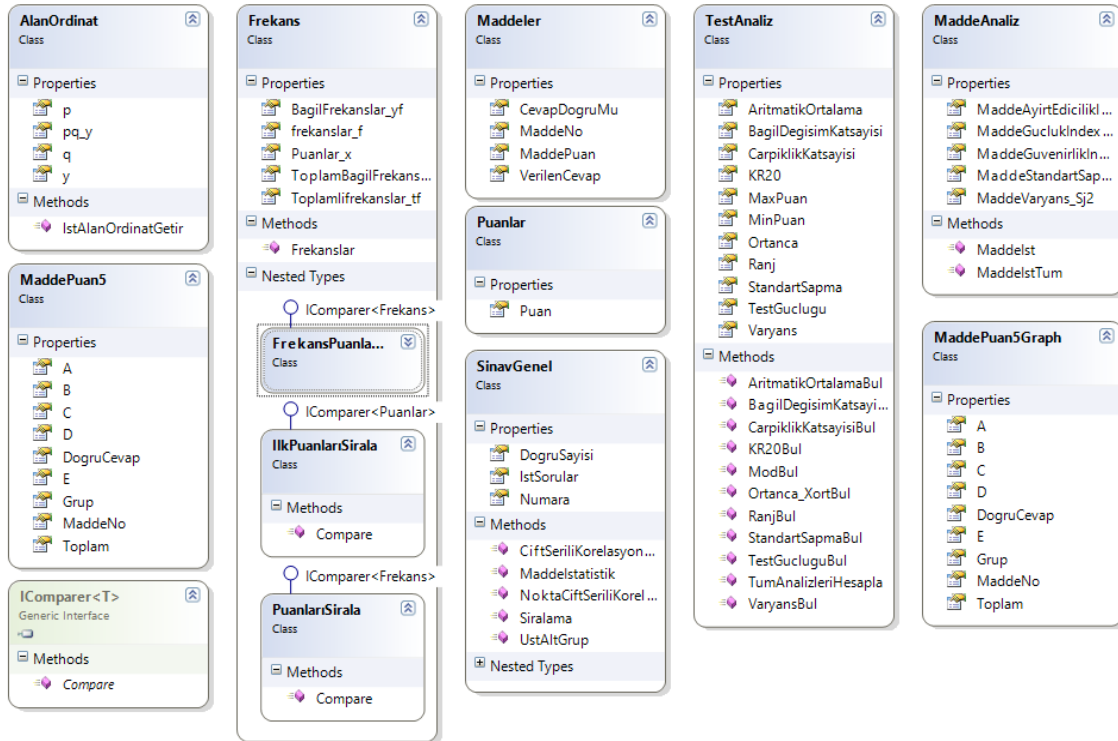 AlanOrdinat
Class
Properties
p
pq_y
q
y
Methods
IstAlanOrdinatGetir
MaddePuan5
Class
Properties
A
B
C
D
DogruCevap
E
Grup
MaddeNo
Toplam
IComparer<T>
Generic Interface
Methods
Compare
Frekans
Class
Properties
BagilFrekanslar_yf
frekanslar_f
Puanlar_x
ToplamBagilFrekans...
Toplamlifrekanslar_tf
Methods
Frekanslar
Nested Types
IComparer<Frekans>
FrekansPuanla...
Class
IComparer<Puanlar>
IlkPuanlarıSirala
Class
Methods
Compare
IComparer<Frekans>
PuanlarıSirala
Class
Methods
Compare
Maddeler
Class
Properties
CevapDogruMu
MaddeNo
MaddePuan
VerilenCevap
Puanlar
Class
Properties
Puan
SinavGenel
Class
Properties
DogruSayisi
IstSorular
Numara
Methods
CiftSeriliKorelasyon...
MaddeIstatistik
NoktaCiftSeriliKorel...
Siralama
UstAltGrup
Nested Types
TestAnaliz
Class
Properties
AritmatikOrtalama
BagilDegisimKatsayisi
CarpiklikKatsayisi
KR20
MaxPuan
MinPuan
Ortanca
Ranj
StandartSapma
TestGuclugu
Varyans
Methods
AritmatikOrtalamaBul
BagilDegisimKatsayi...
CarpiklikKatsayisiBul
KR20Bul
ModBul
Ortanca_XortBul
RanjBul
StandartSapmaBul
TestGucluguBul
TumAnalizleriHesapla
VaryansBul
MaddeAnaliz
Class
Properties
MaddeAyirtEdicilikI...
MaddeGuclukIndex...
MaddeGuvenirlikIn...
MaddeStandartSap...
MaddeVaryans_Sj2
Methods
MaddeIst
MaddeIstTum
MaddePuan5Graph
Class
Properties
A
B
C
D
DogruCevap
E
Grup
MaddeNo
Toplam